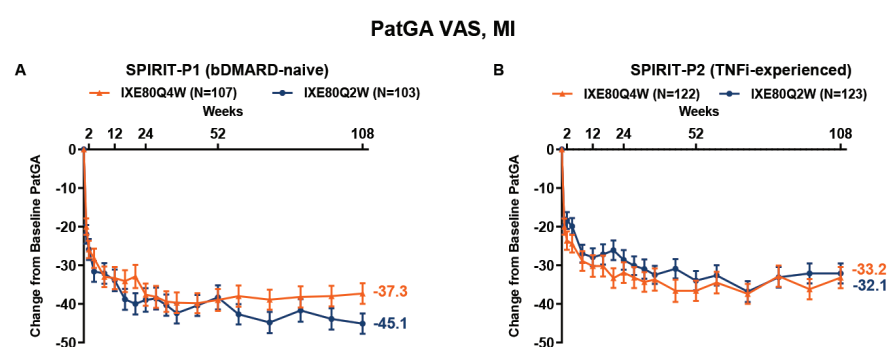 PatGA VAS, MI
A
SPIRIT-P1 (bDMARD-naive)
IXE80Q4W (N=107) IXE80Q2W (N=103)
Weeks
2 12 24 52 108
0
-10
-20
-30
-40
-50
Change from Baseline PatGA
-37.3
-45.1
B
SPIRIT-P2 (TNFi-experienced)
IXE80Q4W (N=122) IXE80Q2W (N=123)
Weeks
2 12 24 52 108
0
-10
-20
-30
-40
-50
Change from Baseline PatGA
-33.2
-32.1